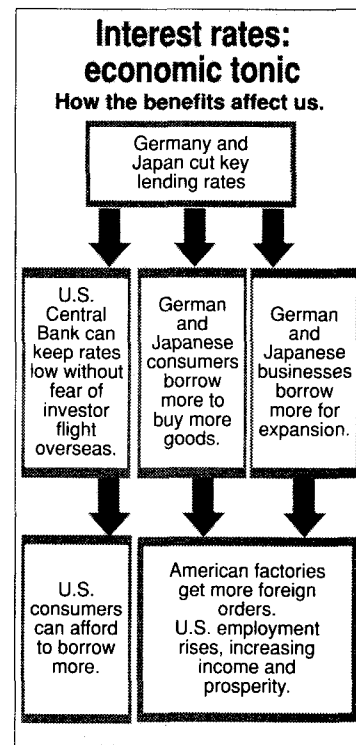 Interest rates:
economic tonic
How the benefits affect us.
Germany and
Japan cut key
lending rates
U.S.
Central
Bank can
keep rates
low without
fear of
investor
flight
overseas.
German
and
Japanese
consumers
borrow
more to
buy more
goods.
German
and
Japanese
businesses
borrow
more for
expansion.
U.S.
consumers
can afford
to borrow
more.
American factories
get more foreign
orders.
U.S. employment
rises, increasing
income and
prosperity.